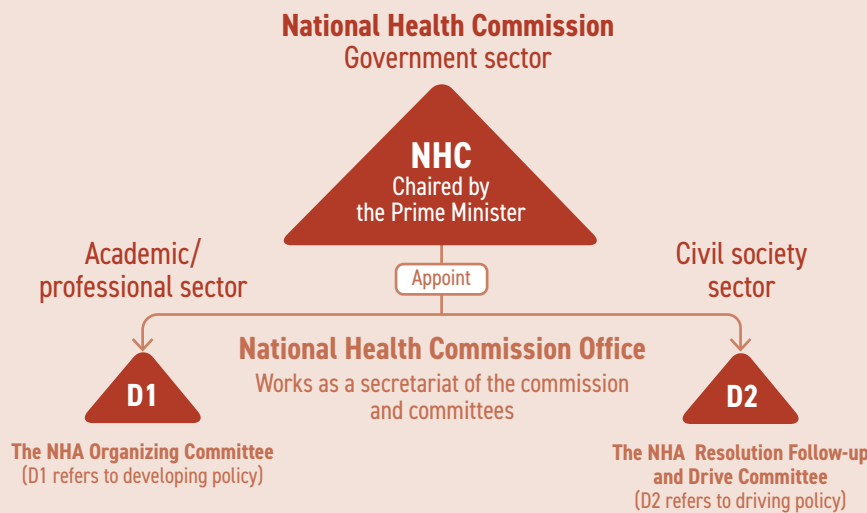 National Health Commission
Government sector
NHC
Chaired by
the Prime Minister
Academic/
professional sector
Appoint
Civil society
sector
National Health Commission Office
Works as a secretariat of the commission
and committees
D1
The NHA Organizing Committee
(D1 refers to developing policy)
D2
The NHA Resolution Follow-up
and Drive Committee
(D2 refers to driving policy)